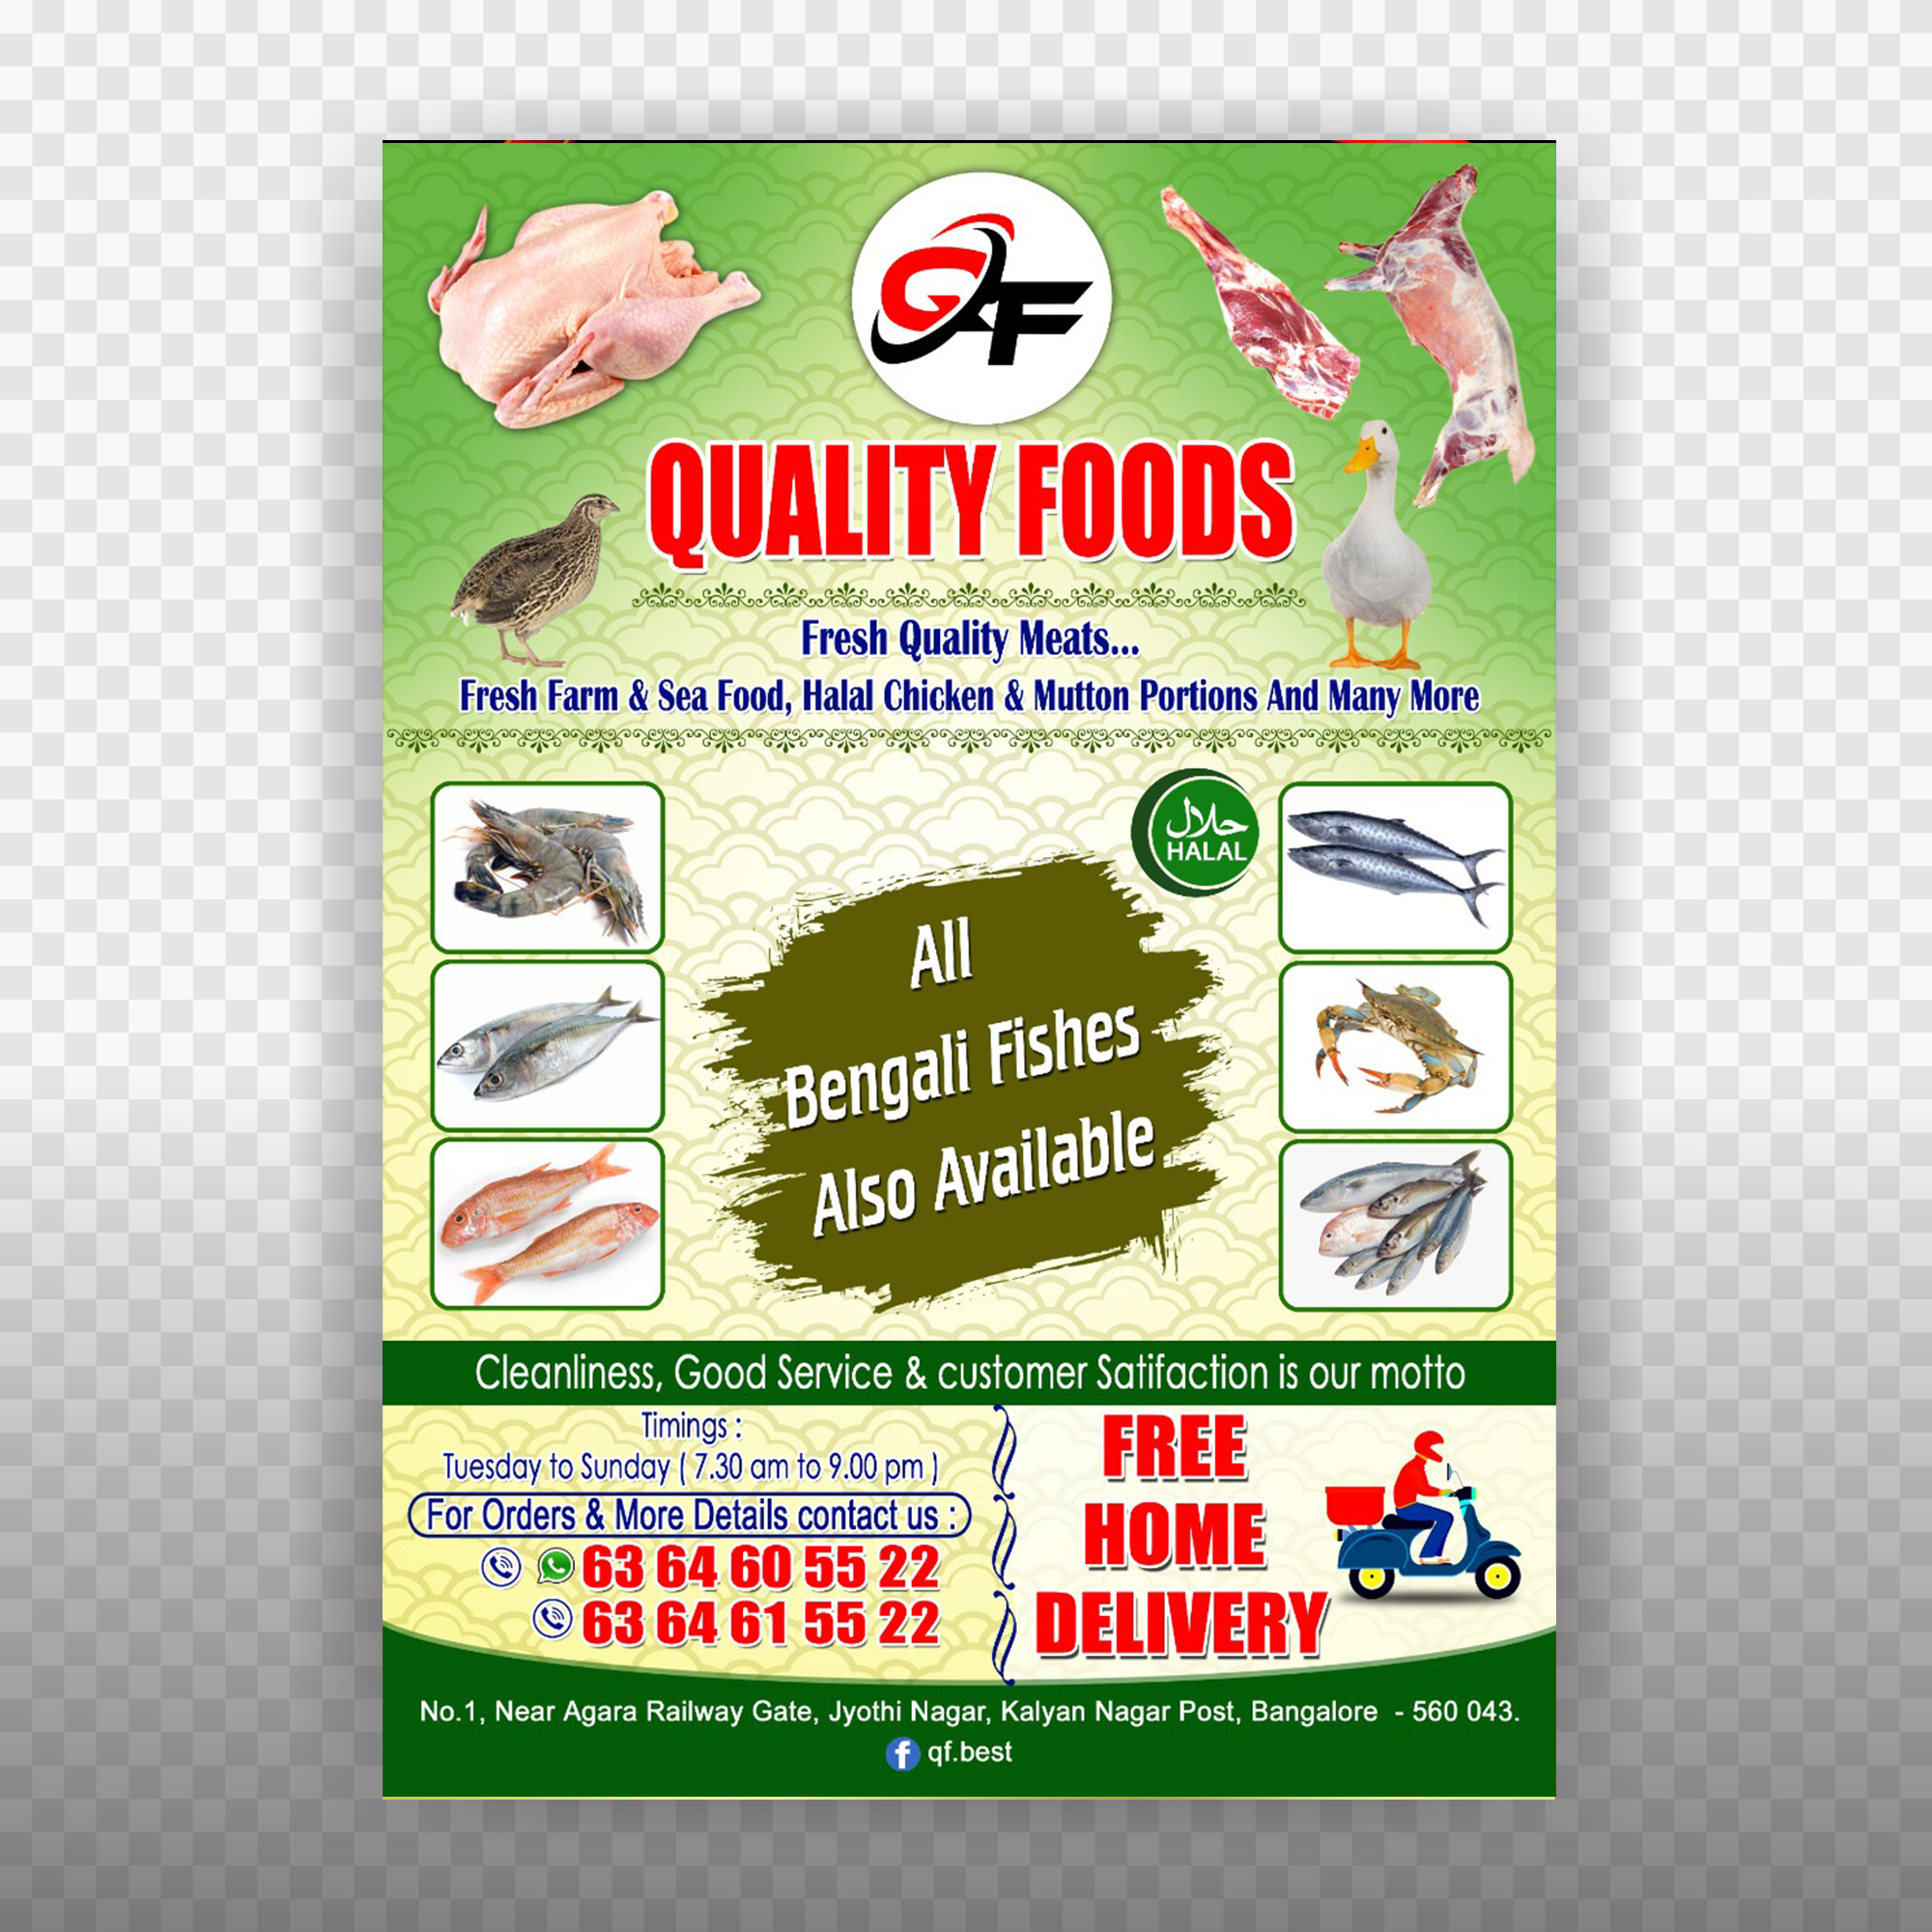 QF
QUALITY FOODS
Fresh Quality Meats...
Fresh Farm & Sea Food, Halal Chicken & Mutton Portions And Many More
حلال
HALAL
All
Bengali Fishes
Also Available
Cleanliness, Good Service & customer Satifaction is our motto
Timings :
Tuesday to Sunday ( 7.30 am to 9.00 pm )
For Orders & More Details contact us :
63 64 60 55 22
63 64 61 55 22
FREE
HOME
DELIVERY
No.1, Near Agara Railway Gate, Jyothi Nagar, Kalyan Nagar Post, Bangalore - 560 043.
f qf.best